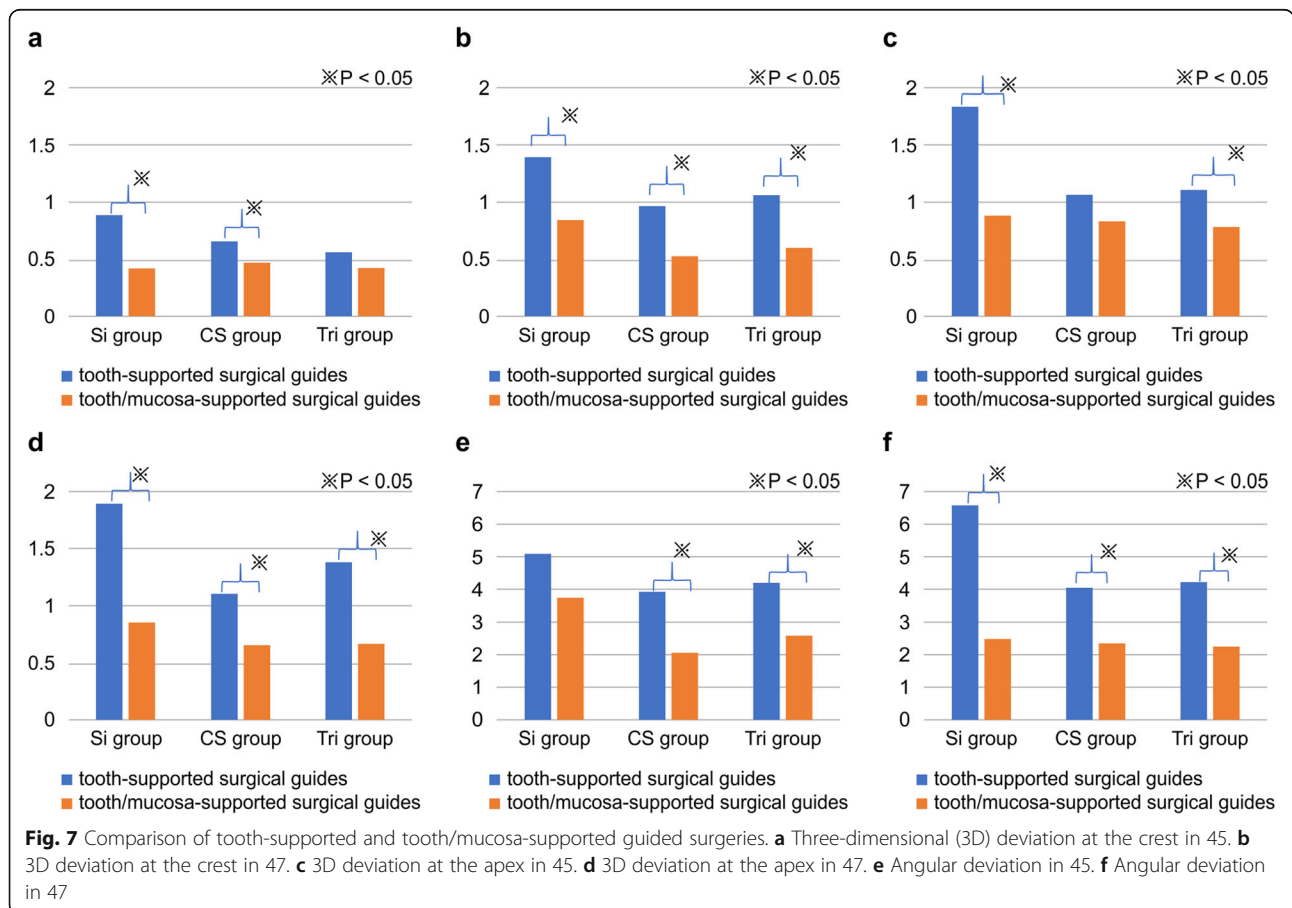 a
※P < 0.05
2
1.5
1
0.5
0
※
※
Si group CS group Tri group
■ tooth-supported surgical guides
■ tooth/mucosa-supported surgical guides
b
※P < 0.05
2
1.5
1
0.5
0
※
※
※
Si group CS group Tri group
■ tooth-supported surgical guides
■ tooth/mucosa-supported surgical guides
c
※P < 0.05
2
1.5
1
0.5
0
※
※
Si group CS group Tri group
■ tooth-supported surgical guides
■ tooth/mucosa-supported surgical guides
d
※P < 0.05
2
1.5
1
0.5
0
※
※
※
Si group CS group Tri group
■ tooth-supported surgical guides
■ tooth/mucosa-supported surgical guides
e
※P < 0.05
7
6
5
4
3
2
1
0
※
※
Si group CS group Tri group
■ tooth-supported surgical guides
■ tooth/mucosa-supported surgical guides
f
※P < 0.05
7
6
5
4
3
2
1
0
※
※
※
Si group CS group Tri group
■ tooth-supported surgical guides
■ tooth/mucosa-supported surgical guides
Fig. 7 Comparison of tooth-supported and tooth/mucosa-supported guided surgeries. a Three-dimensional (3D) deviation at the crest in 45. b
3D deviation at the crest in 47. c 3D deviation at the apex in 45. d 3D deviation at the apex in 47. e Angular deviation in 45. f Angular deviation
in 47